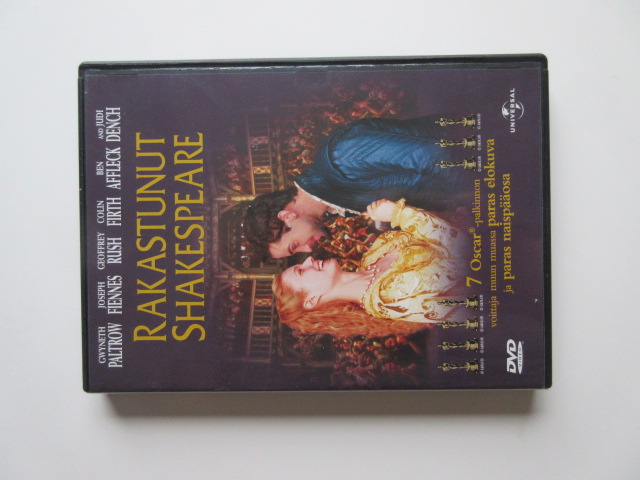 GWYNETH PALTROW
JOSEPH FIENNES
GEOFFREY RUSH
COLIN FIRTH
BEN AFFLECK
AND JUDI DENCH
RAKASTUNUT
SHAKESPEARE
7 Oscar® -palkinnon
voittaja muun muassa paras elokuva
ja paras naispääosa
DVD
VIDEO
UNIVERSAL